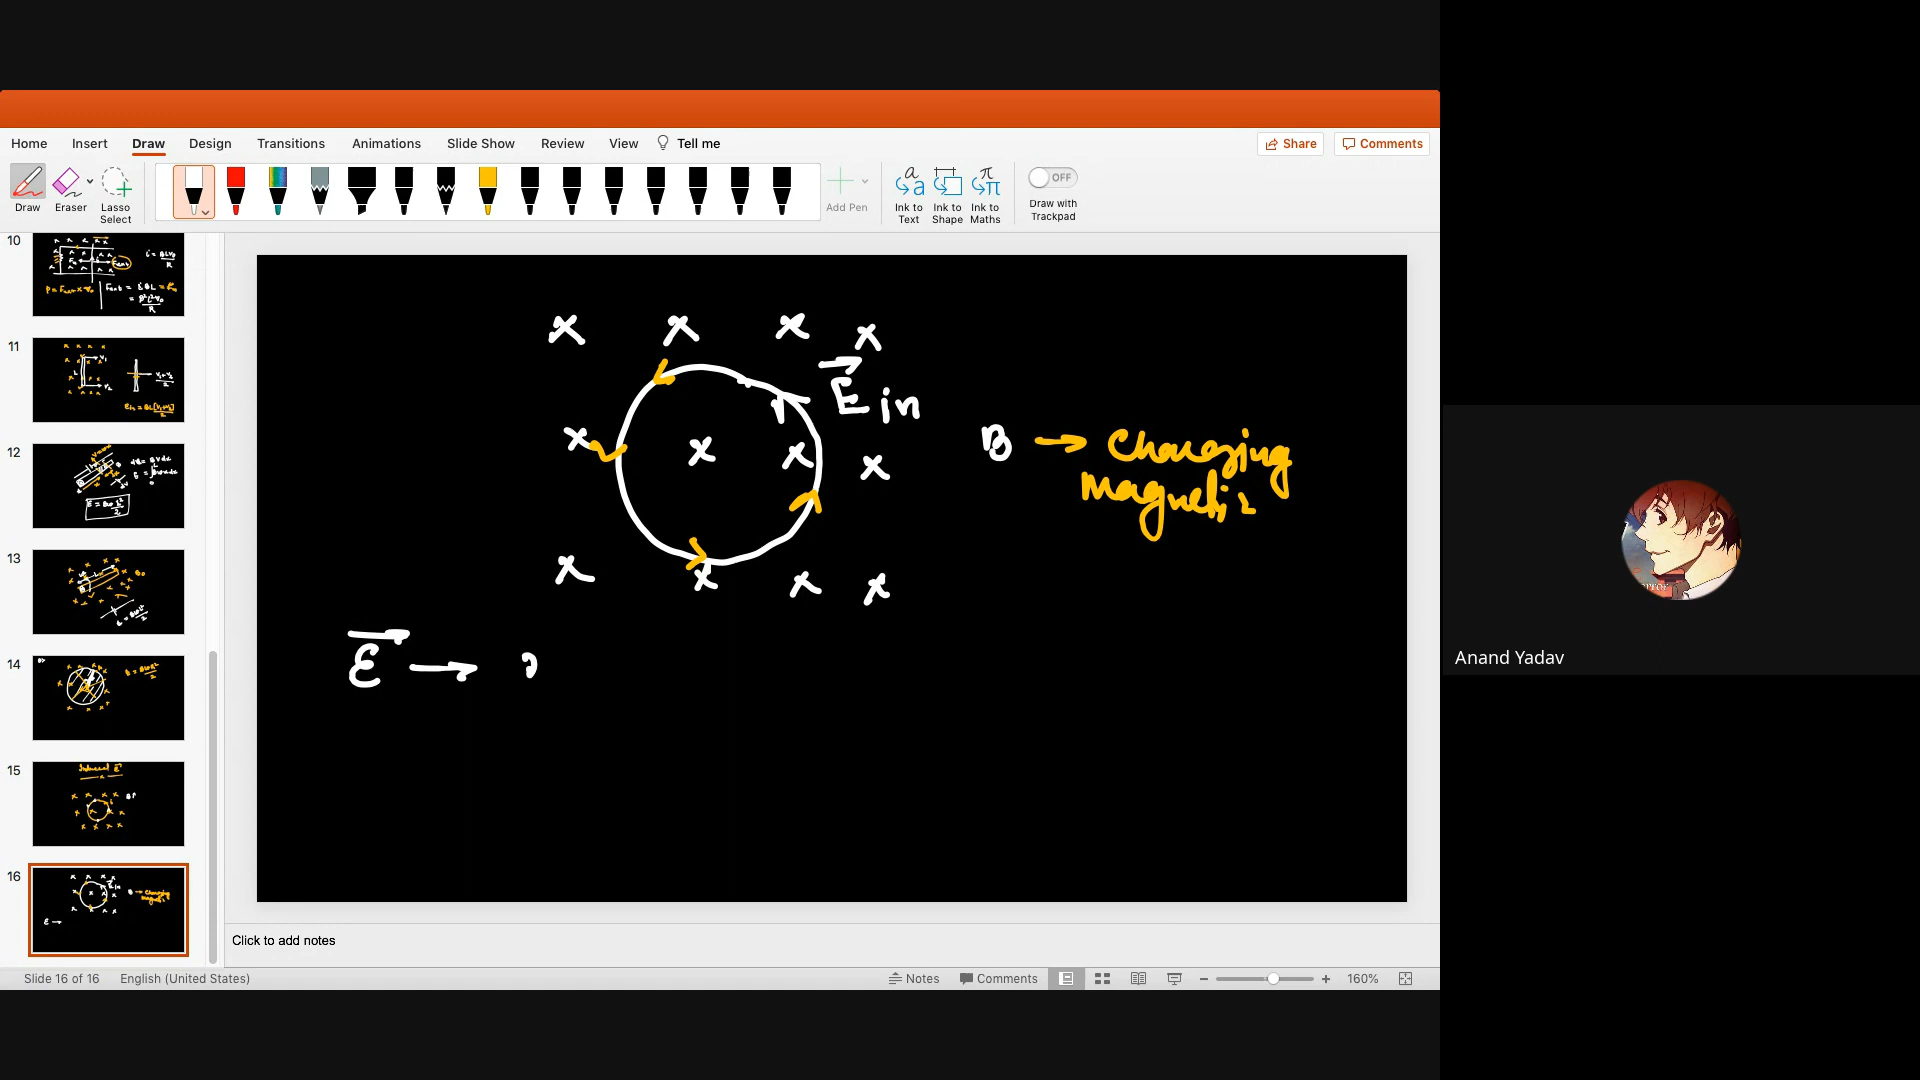 Home Insert Draw Design Transitions Animations Slide Show Review View Tell me Share Comments
Draw Eraser Lasso Select Add Pen Ink to Text Ink to Shape Ink to Maths OFF Draw with Trackpad
10
11
12
13
14
15
16
x x x x
E in
x x x x
B → Changing
Magnetic
x x x x
E →
Click to add notes
Slide 16 of 16 English (United States) Notes Comments 160%
Anand Yadav